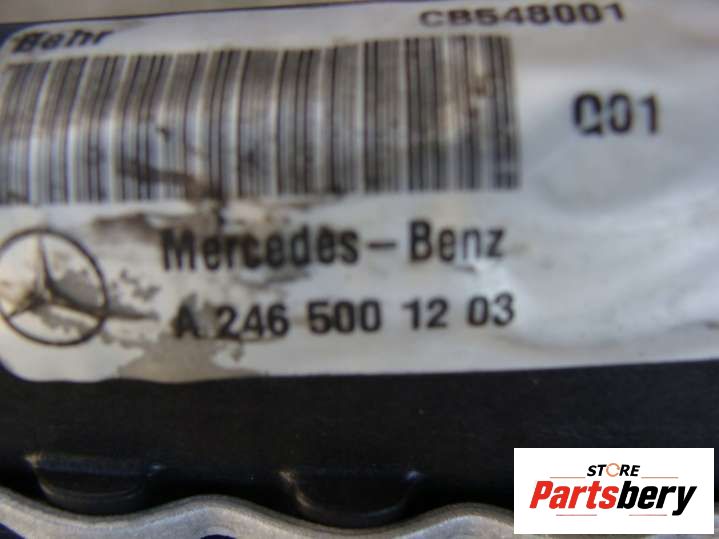 Behr CB548001
Q01
Mercedes-Benz
A 246 500 12 03
STORE
Partsbery